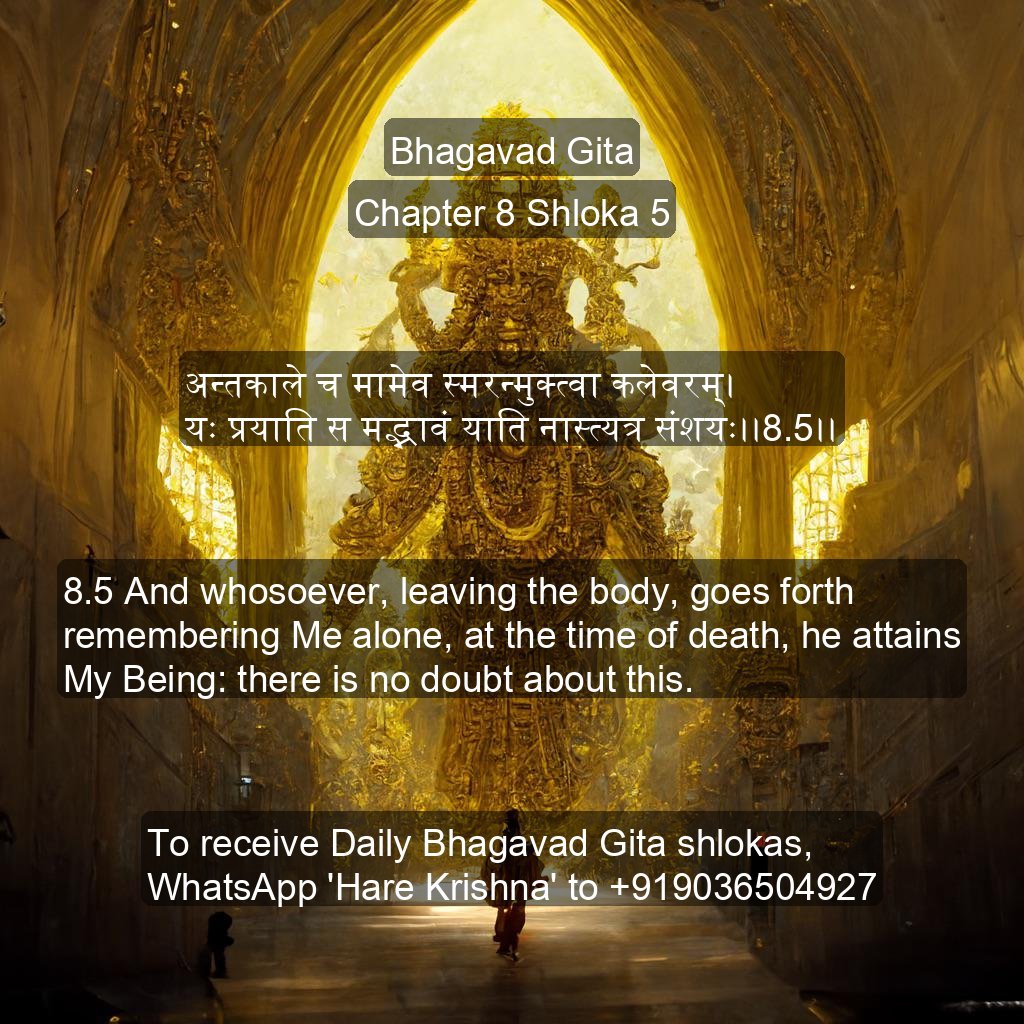 Bhagavad Gita
Chapter 8 Shloka 5
अन्तकाले च मामेव स्मरन्मुक्त्वा कलेवरम्।
यः प्रयाति स मद्भावं याति नास्त्यत्र संशयः।।8.5।।
8.5 And whosoever, leaving the body, goes forth
remembering Me alone, at the time of death, he attains
My Being: there is no doubt about this.
To receive Daily Bhagavad Gita shlokas,
WhatsApp 'Hare Krishna' to +919036504927